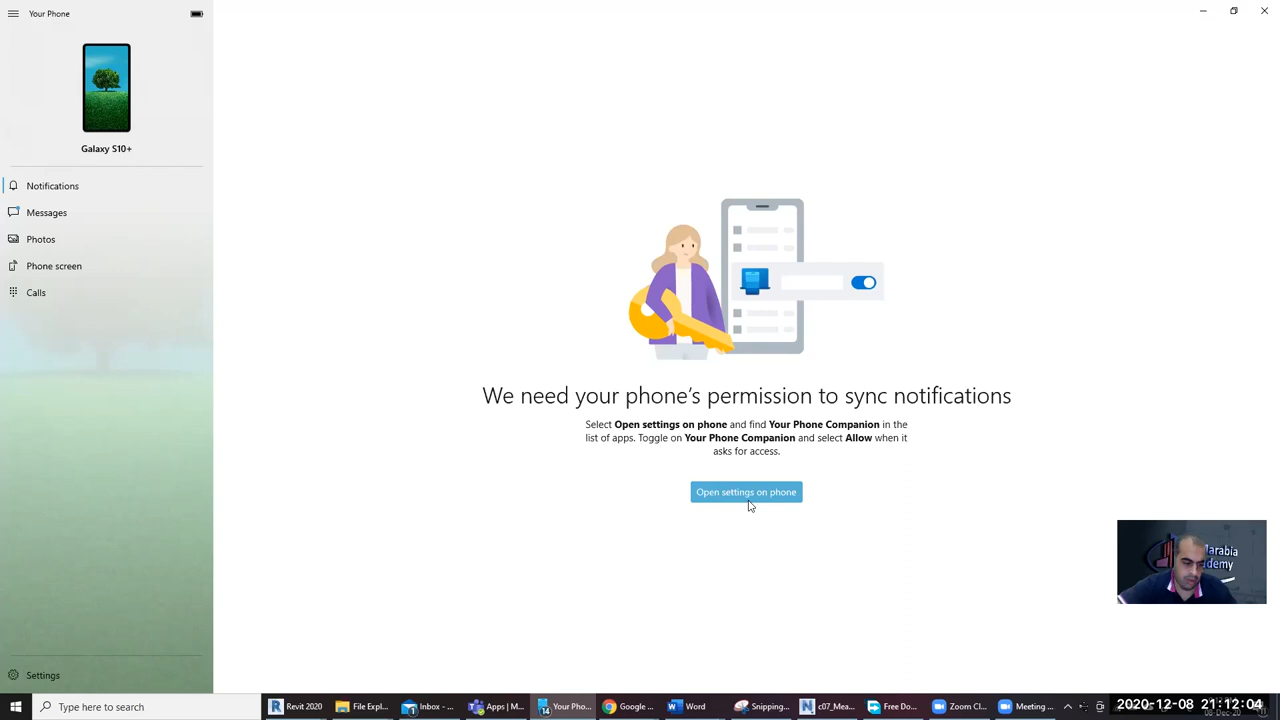 Your Phone
Galaxy S10+
Notifications
Messages
Photos
Phone screen
Calls
Settings
We need your phone's permission to sync notifications
Select Open settings on phone and find Your Phone Companion in the
list of apps. Toggle on Your Phone Companion and select Allow when it
asks for access.
Open settings on phone
Type here to search
Revit 2020
File Expl...
1
Inbox - ...
Apps | M...
14
Your Pho...
Google ...
Word
Snipping...
c07_Mea...
Free Do...
Zoom Cl...
Meeting ...
2020-12-08 21:12:04